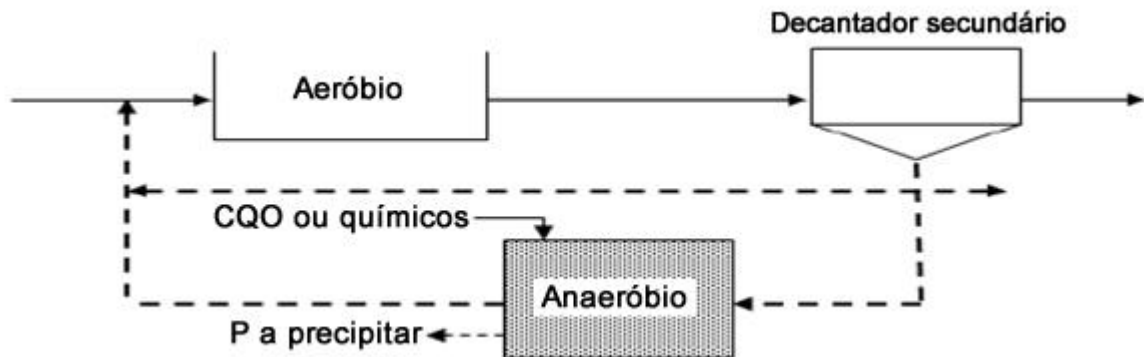 Decantador secundário
Aeróbio
CQO ou químicos
Anaeróbio
P a precipitar